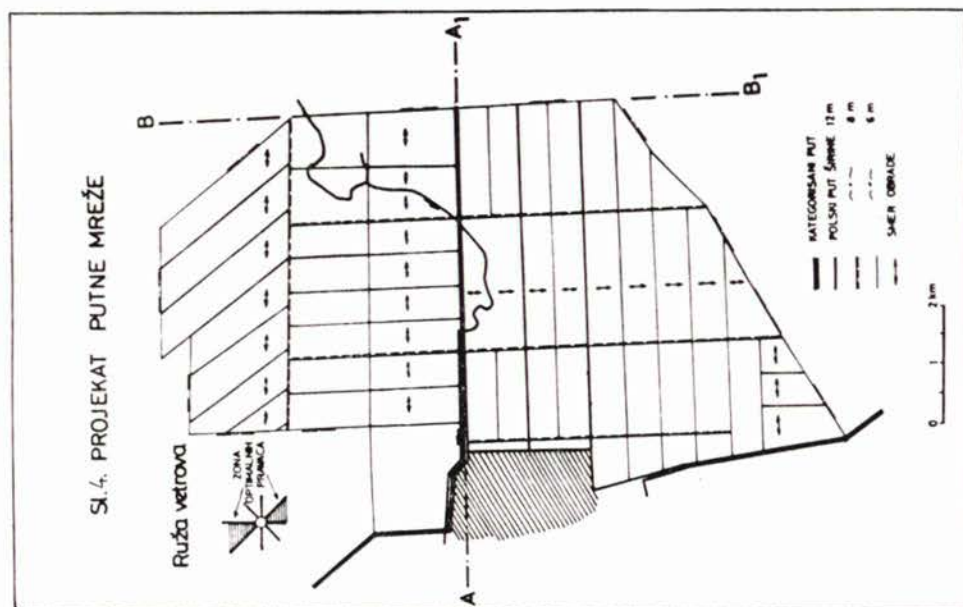 Sl.4. PROJEKAT PUTNE MREŽE
Ruža vetrova
ZONA
OPTIMALNIH
PRAVACA
A
A1
B
B1
KATEGORISANI PUT
POLJSKI PUT ŠIRINE 12 m
8 m
6 m
SMER OBRADE
0 1 2 km